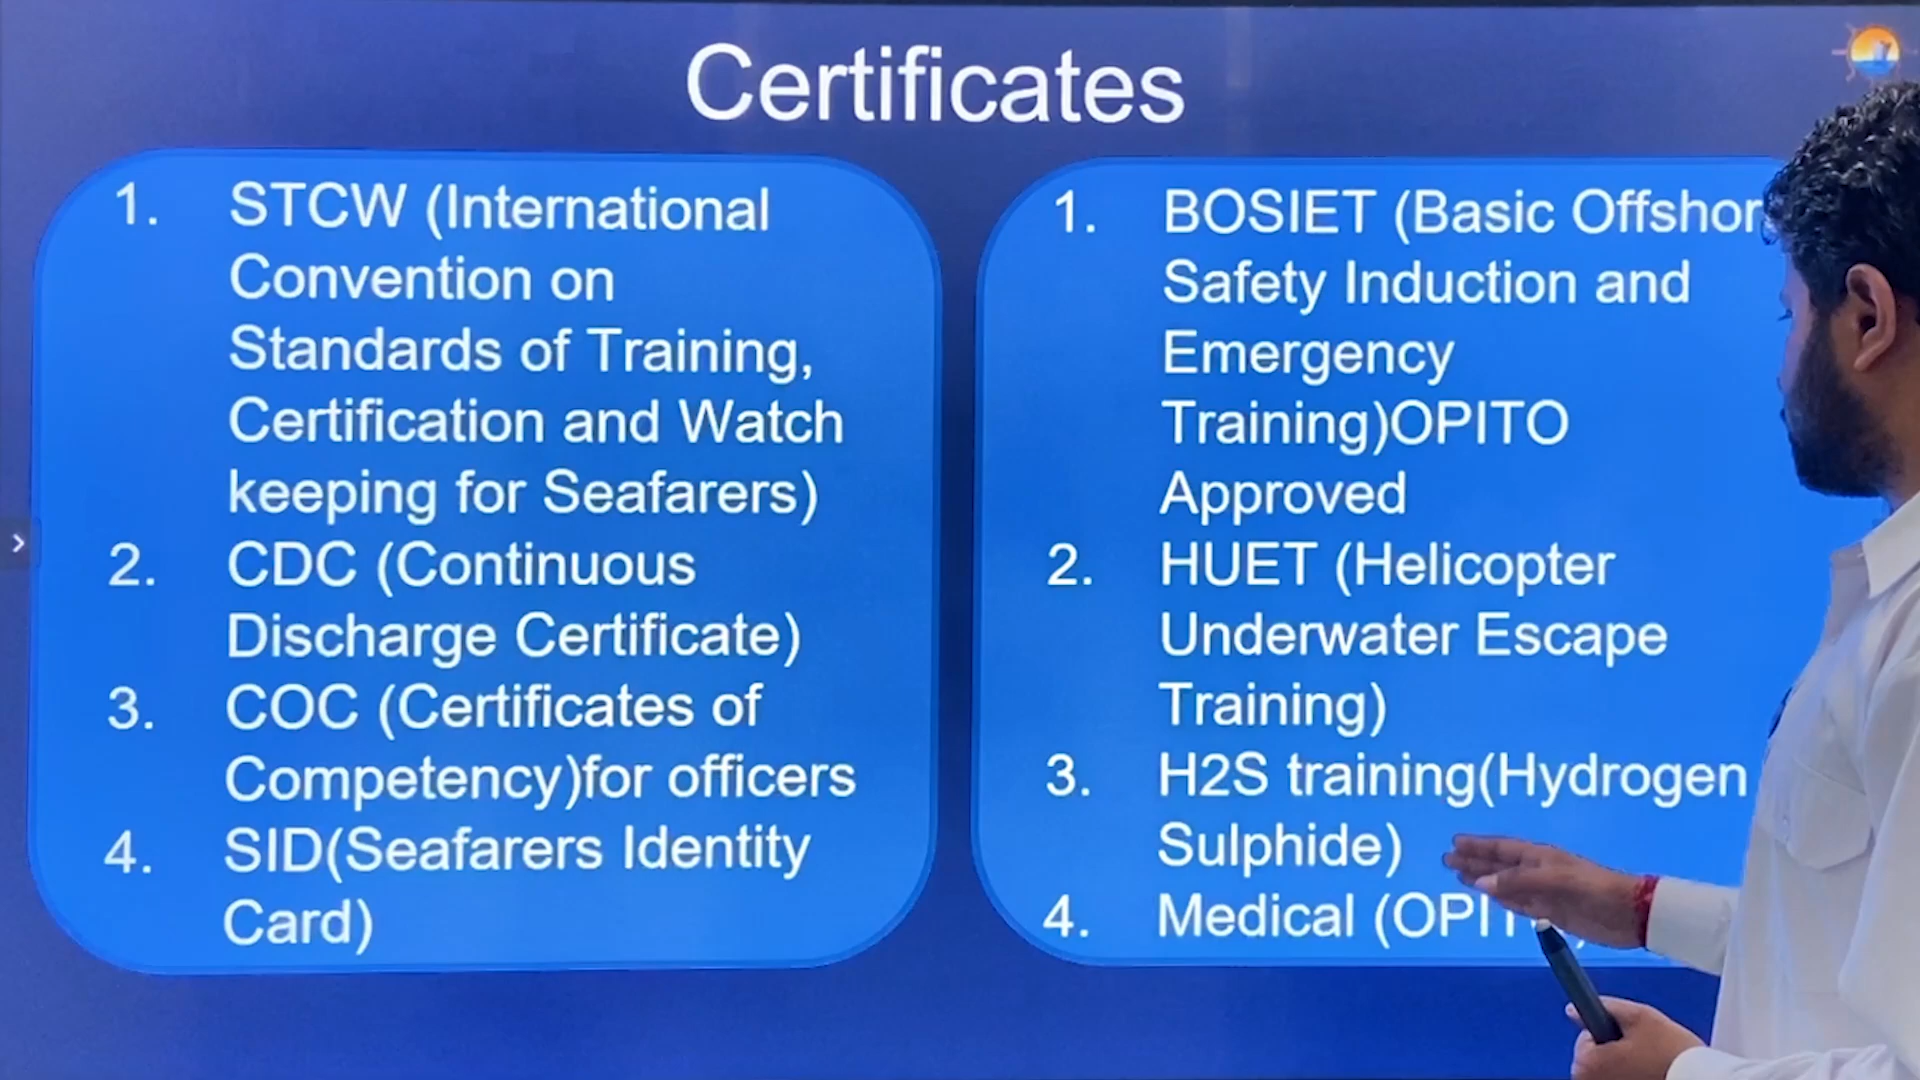 Certificates
1. STCW (International
Convention on
Standards of Training,
Certification and Watch
keeping for Seafarers)
2. CDC (Continuous
Discharge Certificate)
3. COC (Certificates of
Competency)for officers
4. SID(Seafarers Identity
Card)
1. BOSIET (Basic
Safety Induction and
Emergency
Training)OPITO
Approved
2. HUET (Helicopter
Underwater Escape
Training)
3. H2S training(Hydrogen
Sulphide)
4. Medical